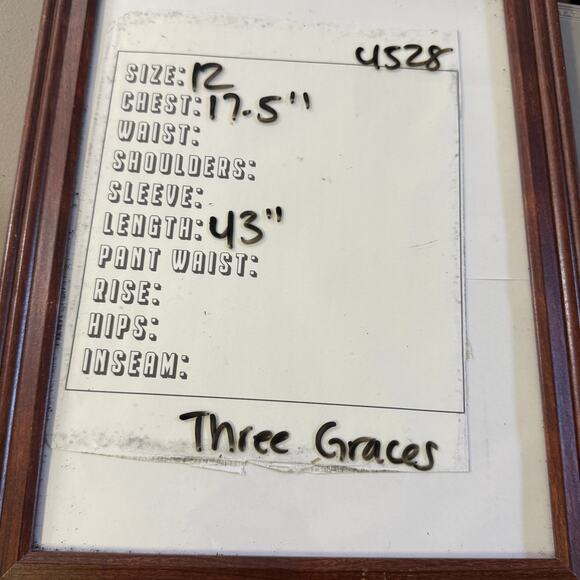 4528
SIZE: 12
CHEST: 17.5"
WAIST:
SHOULDERS:
SLEEVE:
LENGTH: 43"
PANT WAIST:
RISE:
HIPS:
INSEAM:
Three Graces